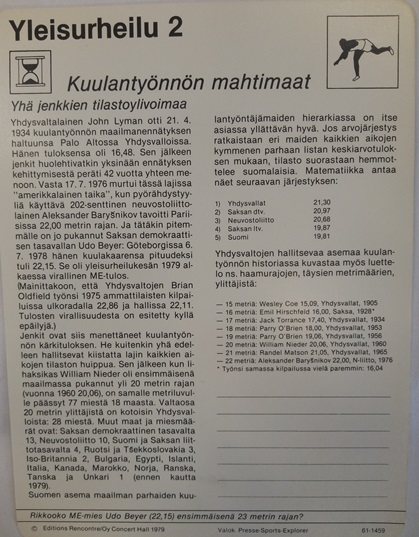 Yleisurheilu 2
Kuulantyönnön mahtimaat
Yhä jenkkien tilastoylivoimaa
Yhdysvaltalainen John Lyman otti 21. 4.
1934 kuulantyönnön maailmanennätyksen
haltuunsa Palo Altossa Yhdysvalloissa.
Hänen tuloksensa oli 16,48. Sen jälkeen
jenkit huolehtivatkin yksinään ennätyksen
kehittymisestä peräti 42 vuotta yhteen me-
noon. Vasta 17. 7. 1976 murtui tässä lajissa
"amerikkalainen taika", kun pyörähdystyy-
liä käyttävä 202-senttinen neuvostoliitto-
lainen Aleksander Baryšnikov tavoitti Parii-
sissa 22,00 metrin rajan. Ja tätäkin pitem-
mälle on jo pukannut Saksan demokraatti-
sen tasavallan Udo Beyer: Göteborgissa 6.
7. 1978 hänen kuulakaarensa pituudeksi
tuli 22,15. Se oli yleisurheilukesän 1979 al-
kaessa virallinen ME-tulos.
(Mainittakoon, että Yhdysvaltojen Brian
Oldfield työnsi 1975 ammattilaisten kilpai-
luissa ulkoradalla 22,86 ja hallissa 22,11.
Tulosten virallisuudesta on esitetty kyllä
epäilyjä.)
Jenkit ovat siis menettäneet kuulantyön-
nön kärkituloksen. He kuitenkin yhä edel-
leen hallitsevat kiistatta lajin kaikkien ai-
kojen tilaston huippua. Sen jälkeen kun li-
haksikas William Nieder oli ensimmäisenä
maailmassa pukannut yli 20 metrin rajan
(vuonna 1960 20,06), on samalle metriluvul-
le päässyt 77 miestä 18 maasta. Valtaosa
20 metrin ylittäjistä on kotoisin Yhdysval-
loista: 28 miestä. Muut maat ja miesmää-
rät ovat: Saksan demokraattinen tasavalta
13, Neuvostoliitto 10, Suomi ja Saksan liit-
totasavalta 4, Ruotsi ja Tšekkoslovakia 3,
Iso-Britannia 2, Bulgaria, Egypti, Islanti,
Italia, Kanada, Marokko, Norja, Ranska,
Tanska ja Unkari 1 (ennen kautta
1979).
Suomen asema maailman parhaiden kuu-
lantyöntäjämaiden hierarkiassa on itse
asiassa yllättävän hyvä. Jos arvojärjestys
ratkaistaan eri maiden kaikkien aikojen
kymmenen parhaan listan keskiarvotulok-
sen mukaan, tilasto suorastaan hemmot-
telee suomalaisia. Matematiikka antaa
näet seuraavan järjestyksen:
1) Yhdysvallat 21,30
2) Saksan dtv. 20,97
3) Neuvostoliitto 20,68
4) Saksan ltv. 19,87
5) Suomi 19,81
Yhdysvaltojen hallitsevaa asemaa kuulan-
työnnön historiassa kuvastaa myös luette-
lo ns. haamurajojen, täysien metrimäärien,
ylittäjistä:
— 15 metriä: Wesley Coe 15,09, Yhdysvallat, 1905
— 16 metriä: Emil Hirschfeld 16,00, Saksa, 1928*
— 17 metriä: Jack Torrance 17,40, Yhdysvallat, 1934
— 18 metriä: Parry O'Brien 18,00, Yhdysvallat, 1953
— 19 metriä: Parry O'Brien 19,06, Yhdysvallat, 1956
— 20 metriä: William Nieder 20,06, Yhdysvallat, 1960
— 21 metriä: Randel Matson 21,05, Yhdysvallat, 1965
— 22 metriä: Aleksander Baryšnikov 22,00, N-liitto, 1976
* Työnsi samassa kilpailussa vielä paremmin: 16,04
Rikkooko ME-mies Udo Beyer (22,15) ensimmäisenä 23 metrin rajan?
© Editions Rencontre/Oy Concert Hall 1979 Valok. Presse-Sports-Explorer 61-1459